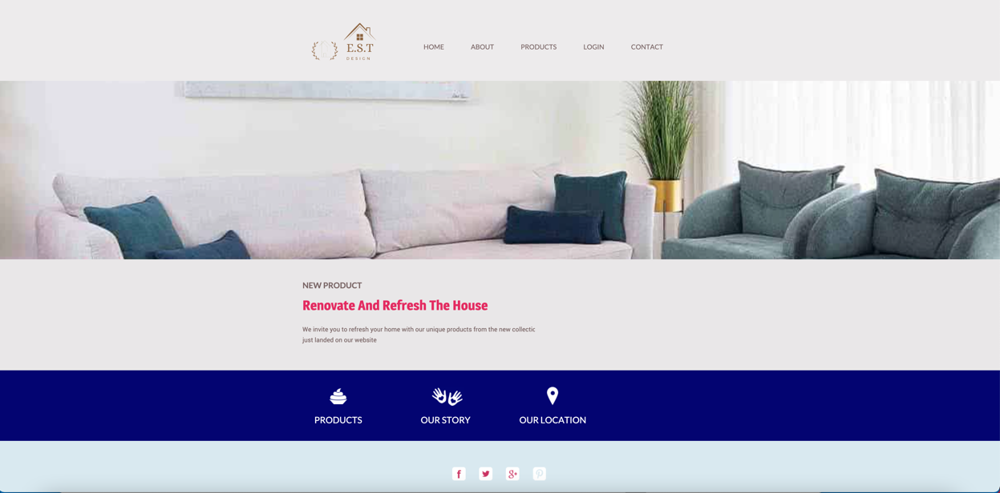 E.S.T
DESIGN
HOME ABOUT PRODUCTS LOGIN CONTACT
NEW PRODUCT
Renovate And Refresh The House
We invite you to refresh your home with our unique products from the new collectic
just landed on our website
PRODUCTS OUR STORY OUR LOCATION